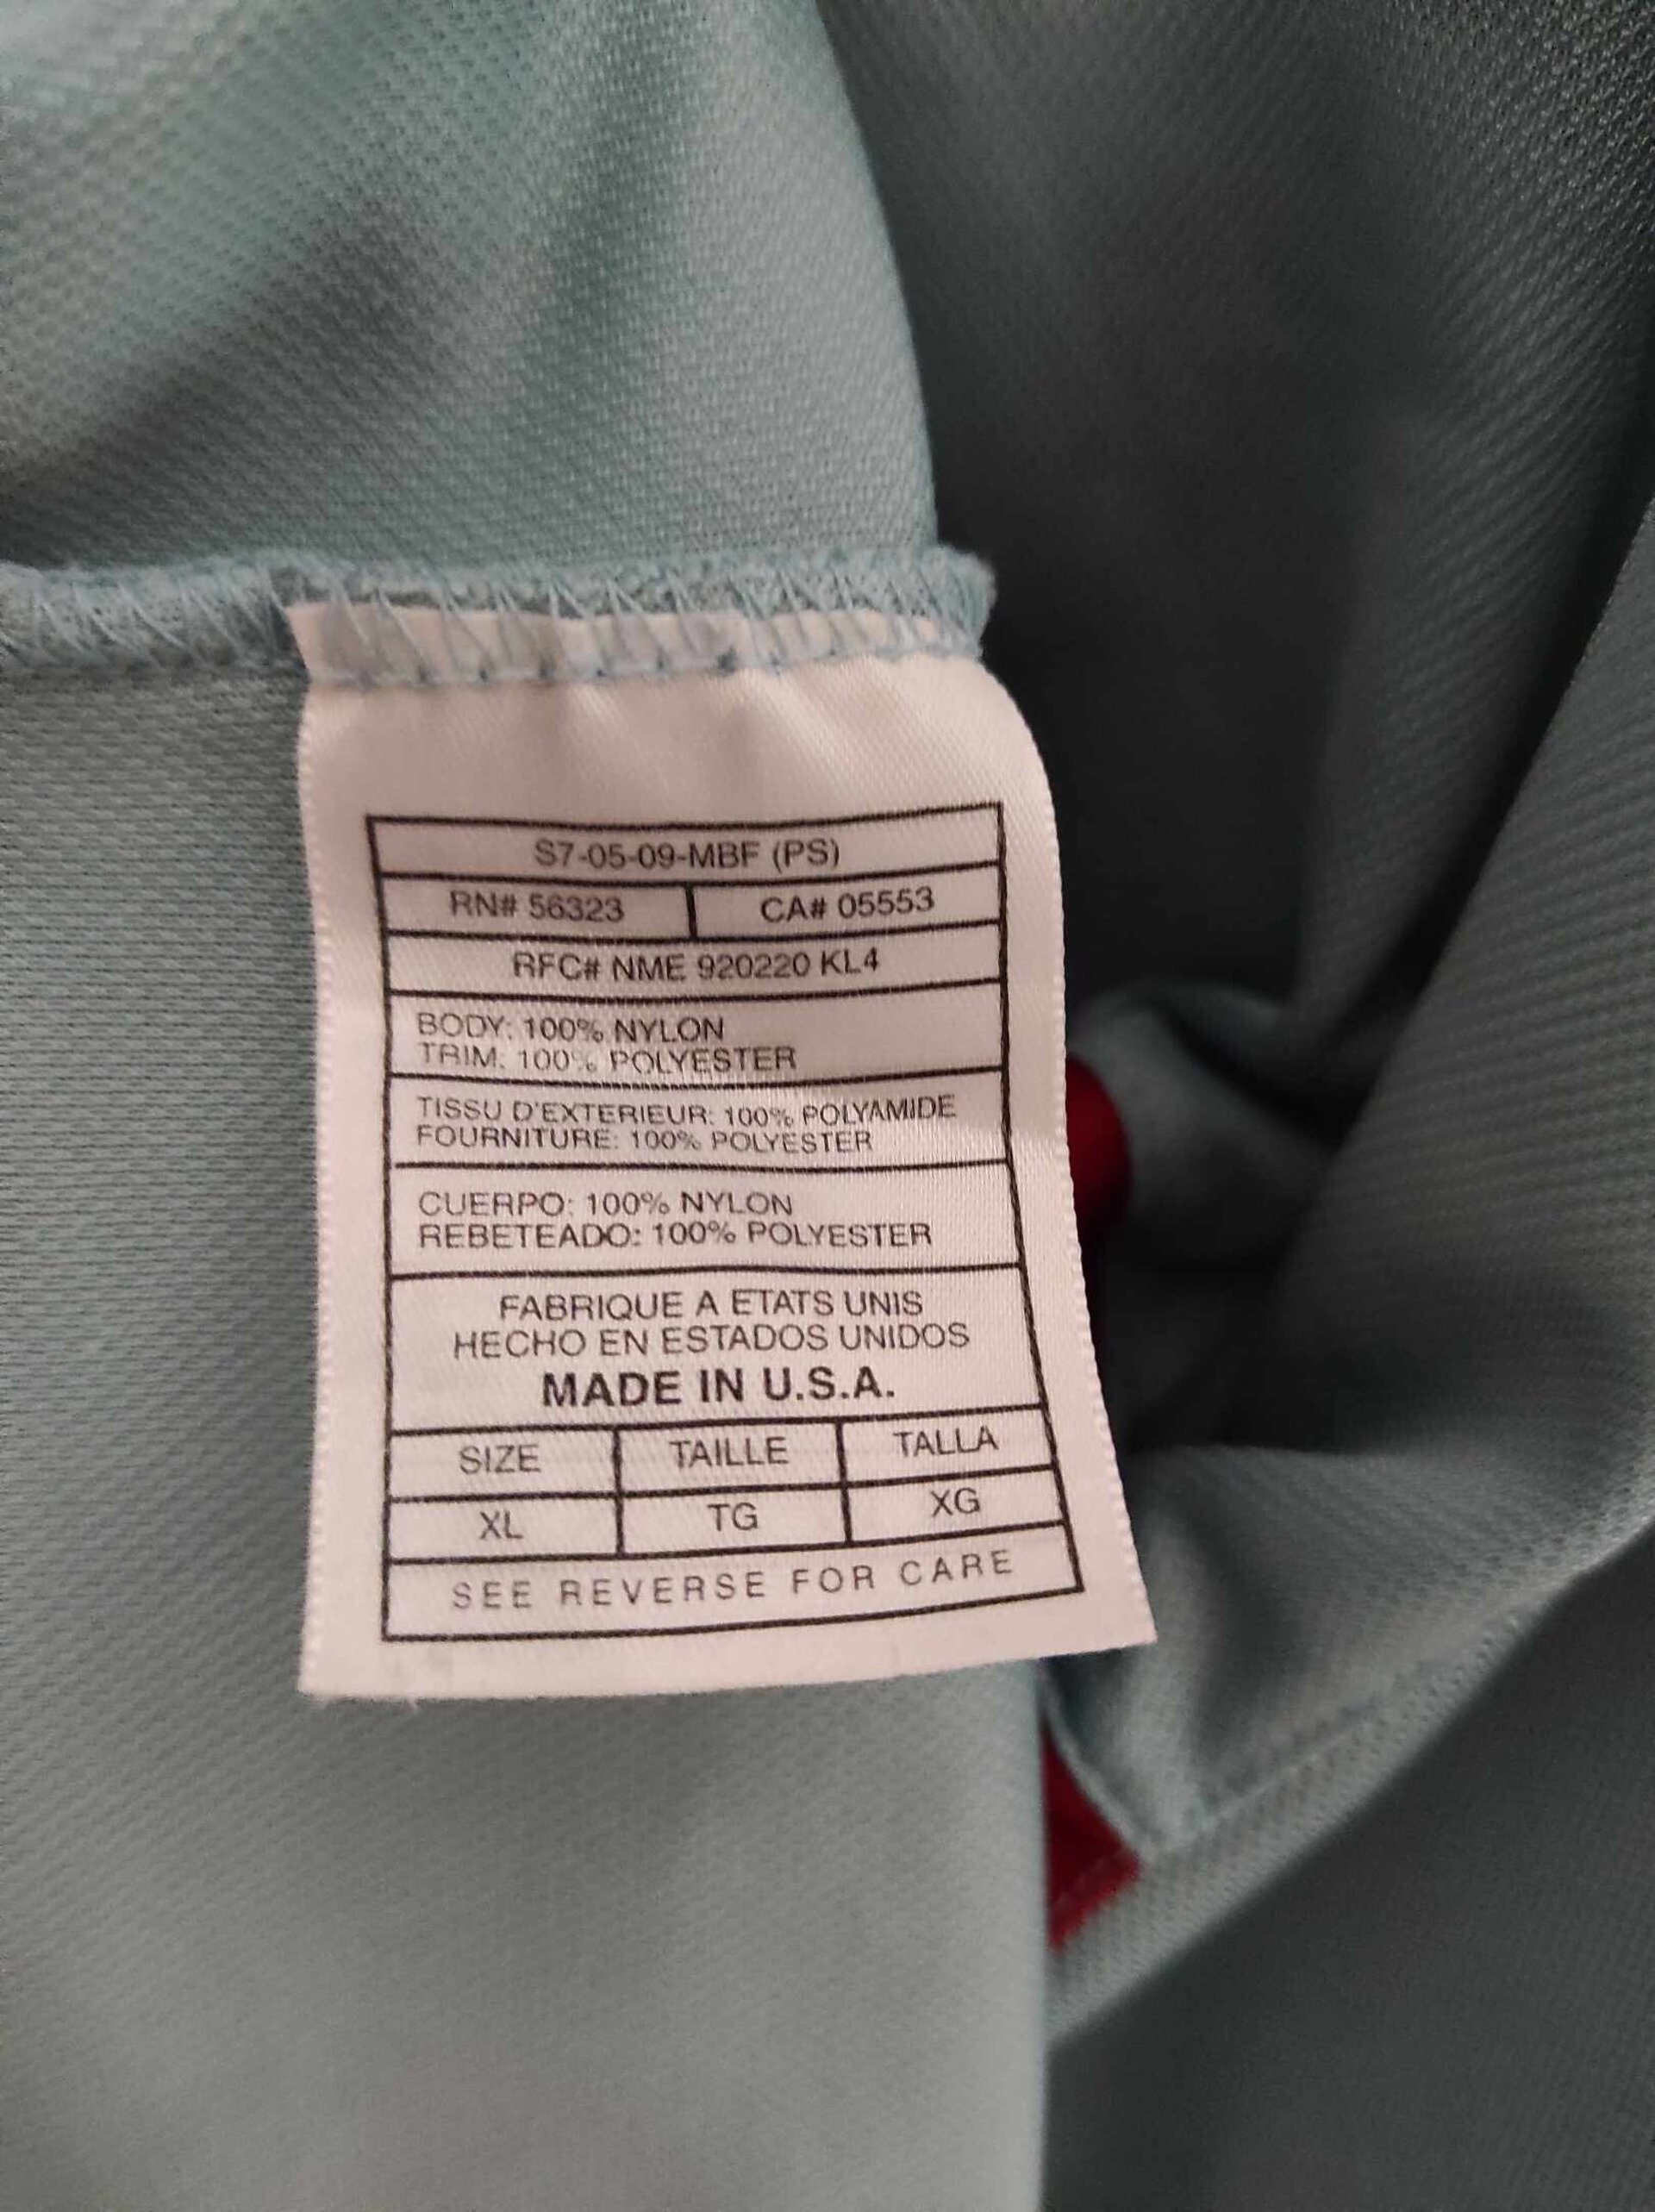 S7-05-09-MBF (PS)
RN# 56323 CA# 05553
RFC# NME 920220 KL4
BODY: 100% NYLON
TRIM: 100% POLYESTER
TISSU D'EXTERIEUR: 100% POLYAMIDE
FOURNITURE: 100% POLYESTER
CUERPO: 100% NYLON
REBETEADO: 100% POLYESTER
FABRIQUE A ETATS UNIS
HECHO EN ESTADOS UNIDOS
MADE IN U.S.A.
SIZE TAILLE TALLA
XL TG XG
SEE REVERSE FOR CARE